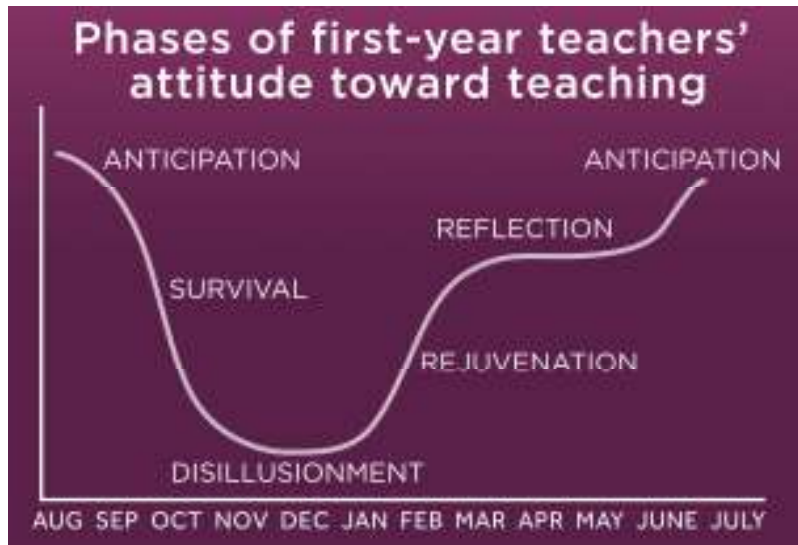 Phases of first-year teachers'
attitude toward teaching
ANTICIPATION
ANTICIPATION
REFLECTION
SURVIVAL
REJUVENATION
DISILLUSIONMENT
AUG SEP OCT NOV DEC JAN FEB MAR APR MAY JUNE JULY